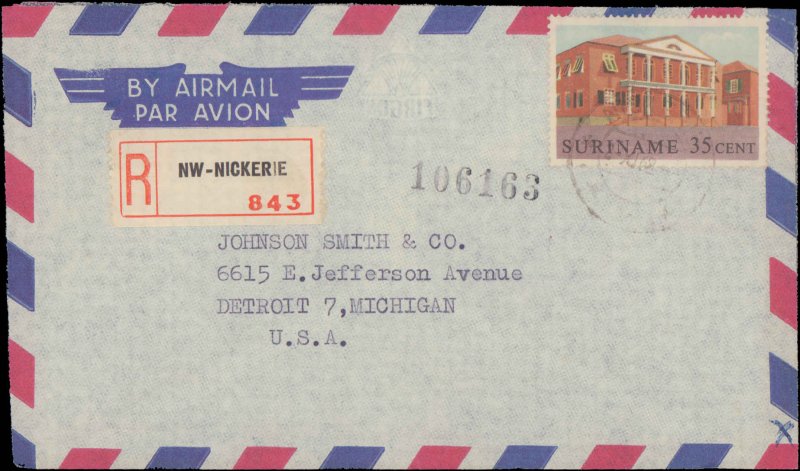 BY AIRMAIL
PAR AVION
SURINAME 35 CENT
R
NW-NICKERIE
843
106163
JOHNSON SMITH & CO.
6615 E.Jefferson Avenue
DETROIT 7,MICHIGAN
U.S.A.